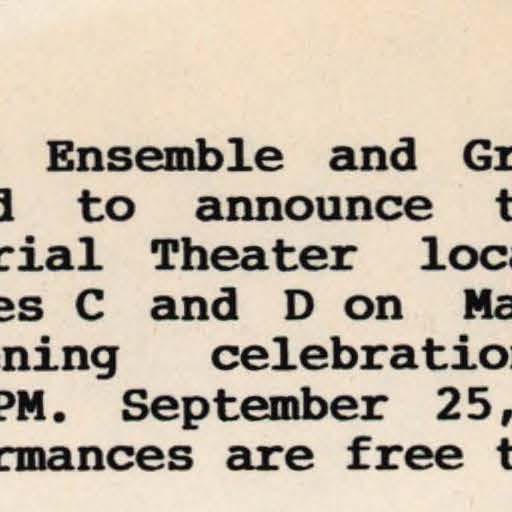 Ensemble and Gr
d to announce t
rial Theater loca
es C and D on Ma
ning celebration
PM. September 25,
rmances are free t